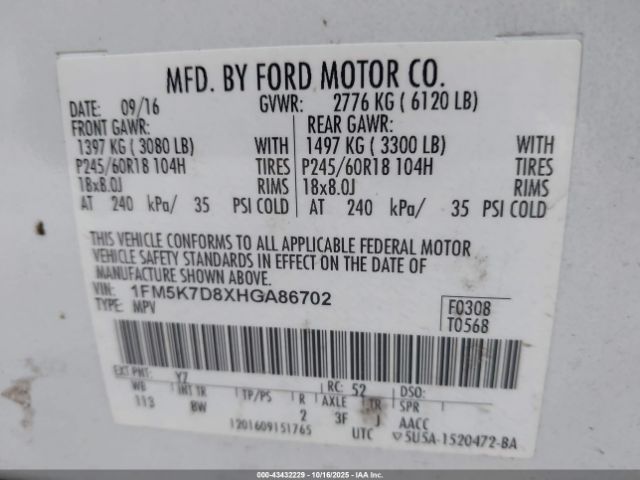 MFD. BY FORD MOTOR CO.
DATE: 09/16 GVWR: 2776 KG ( 6120 LB)
FRONT GAWR: REAR GAWR:
1397 KG ( 3080 LB) WITH 1497 KG ( 3300 LB) WITH
P245/60R18 104H TIRES P245/60R18 104H TIRES
18x8.0J RIMS 18x8.0J RIMS
AT 240 kPa/ 35 PSI COLD AT 240 kPa/ 35 PSI COLD
THIS VEHICLE CONFORMS TO ALL APPLICABLE FEDERAL MOTOR
VEHICLE SAFETY STANDARDS IN EFFECT ON THE DATE OF
MANUFACTURE SHOWN ABOVE.
VIN: 1FM5K7D8XHGA86702
TYPE: MPV
F0308
T0568
EXT PNT: YZ RC: 52 DSO:
WB INT TR TP/PS R AXLE TR SPR
113 BW 2 3F J AACC
1201609151765 UTC 5U5A-1520472-BA
00-43432229 - 10/16/2025 - IAAI.com